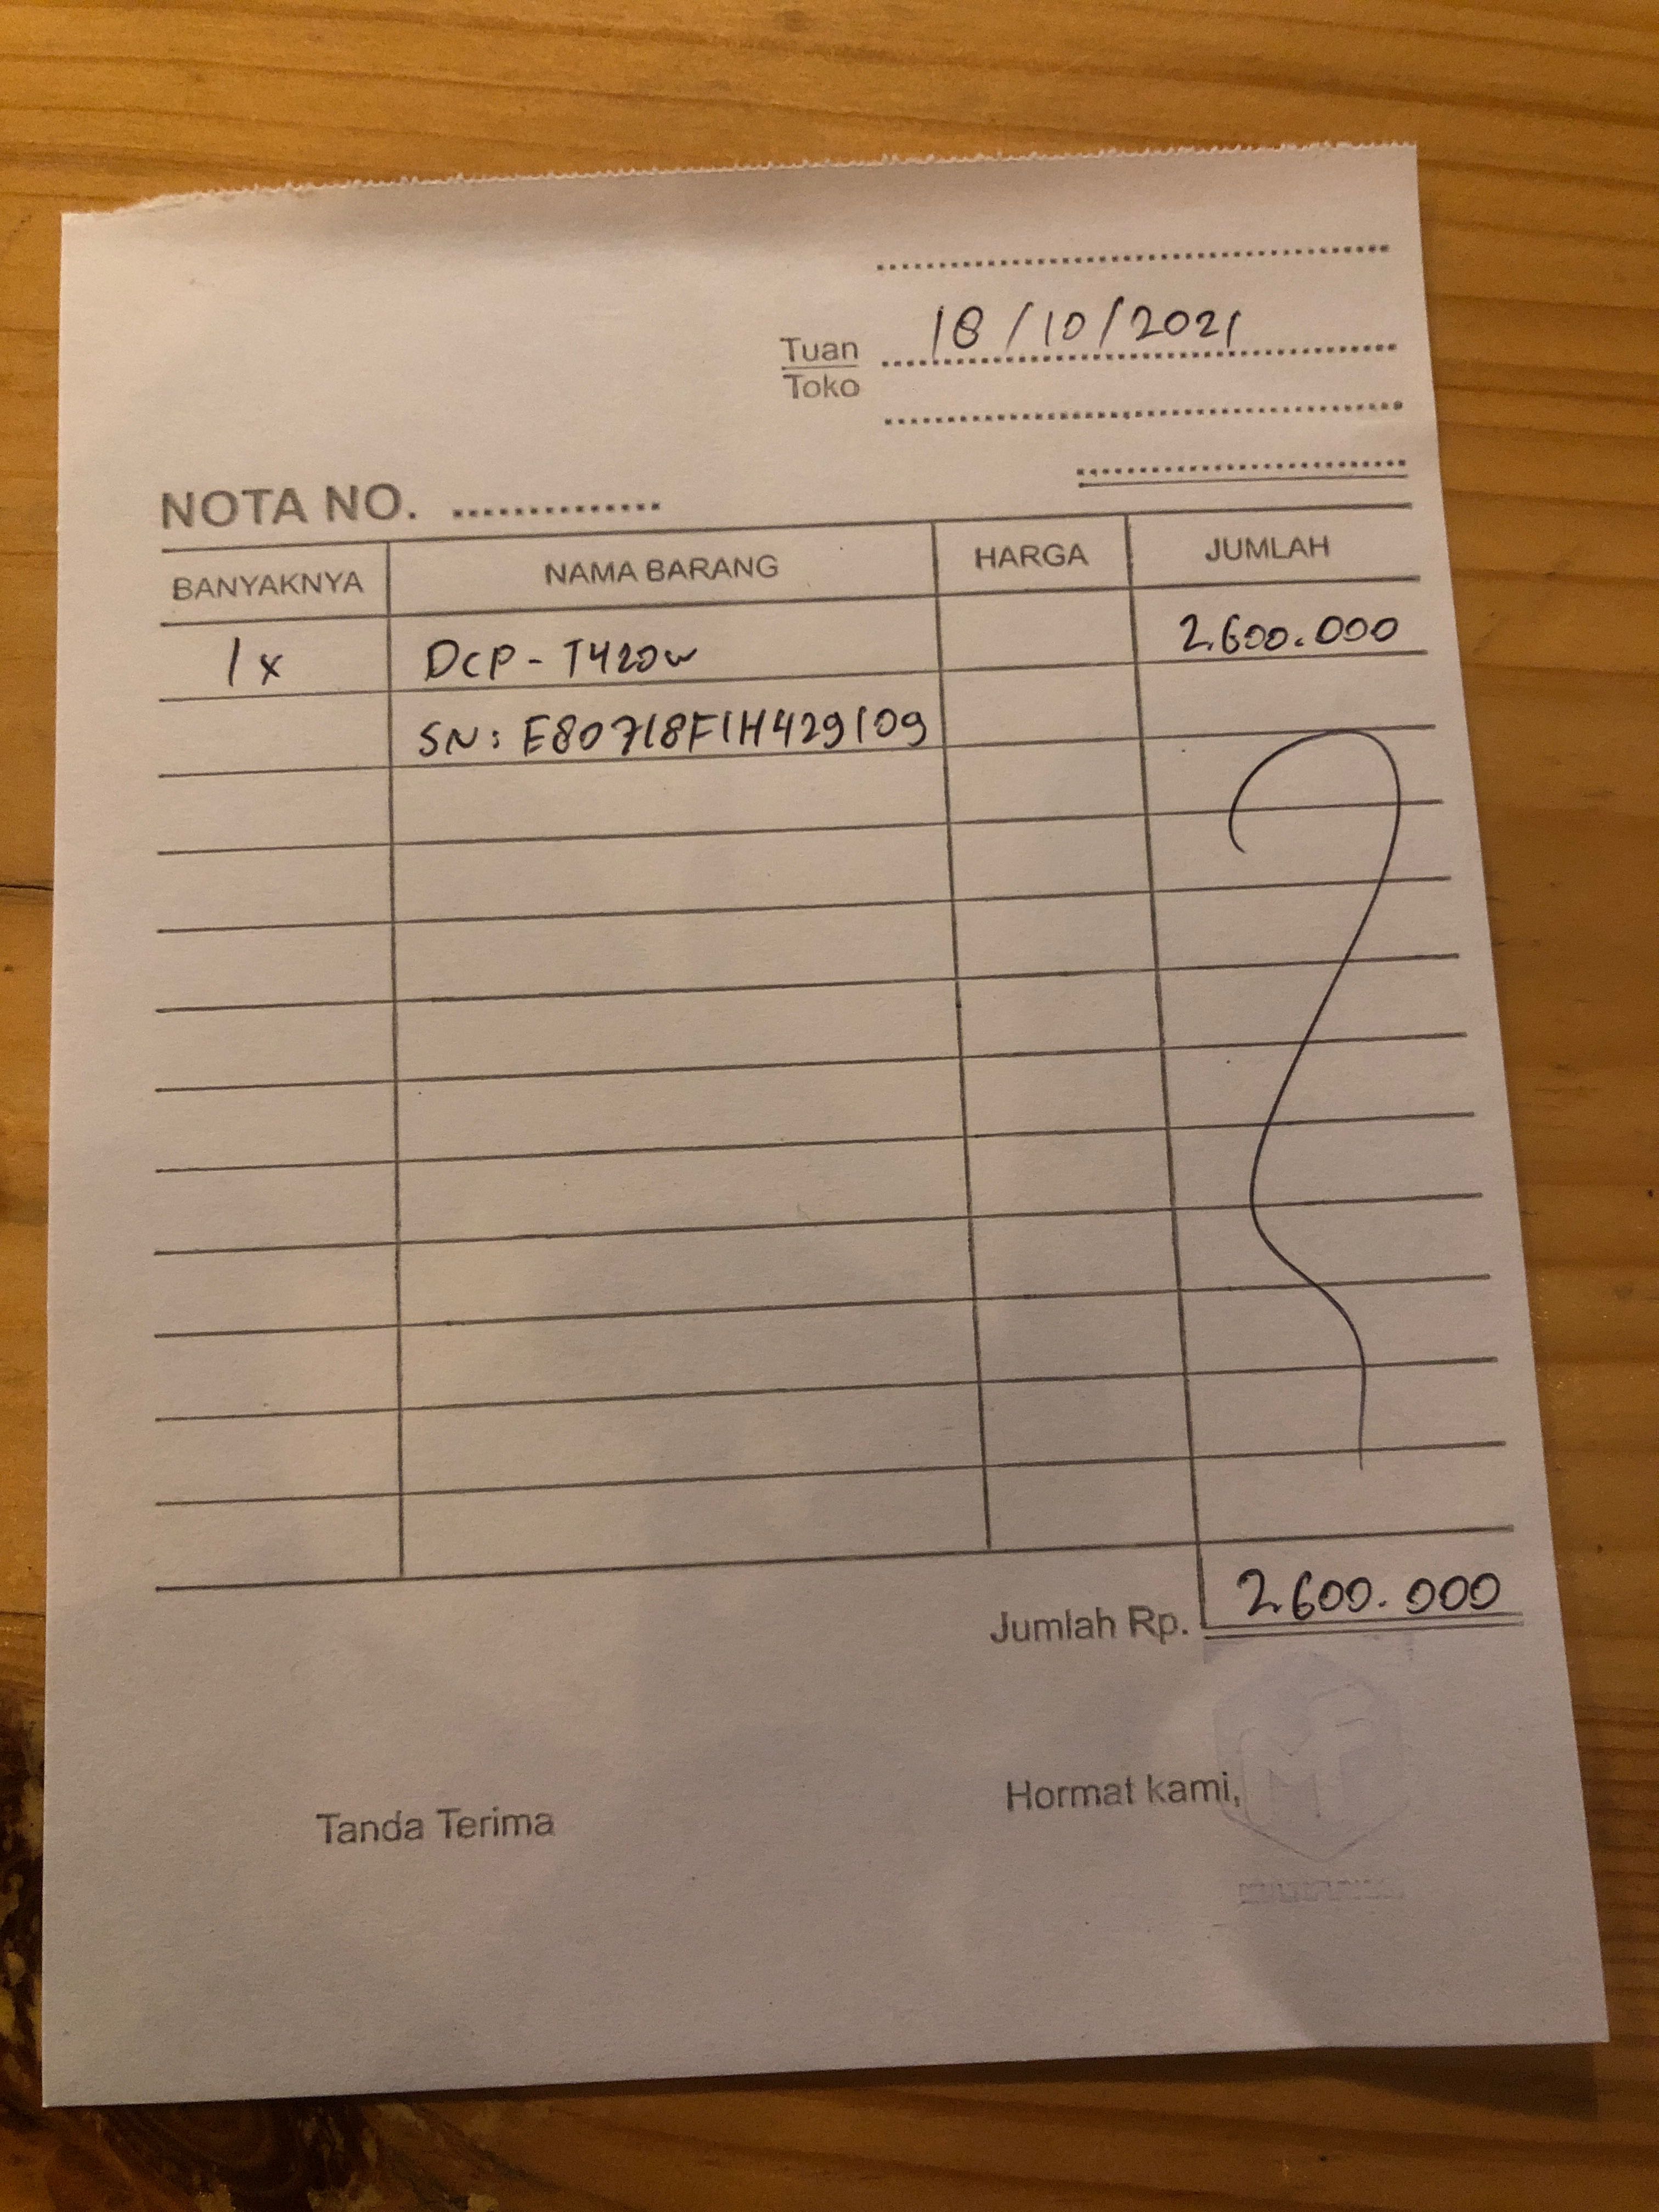 18/10/2021
Tuan
Toko
NOTA NO.
BANYAKNYA NAMA BARANG HARGA JUMLAH
1x DCP-T420w 2.600.000
SN: E80718F1H429109
Jumlah Rp. 2.600.000
Tanda Terima Hormat kami,
MF